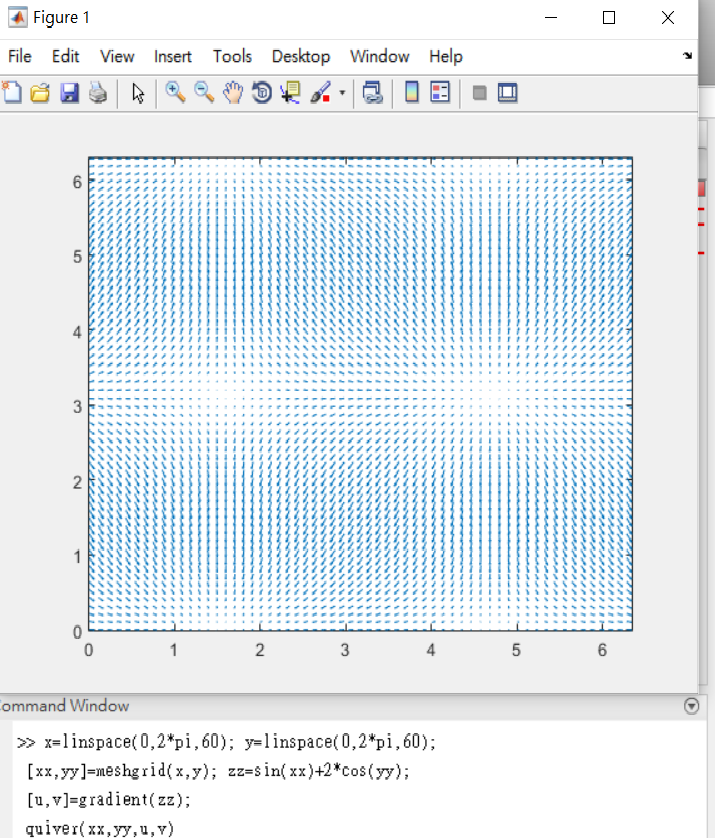 Figure 1
File Edit View Insert Tools Desktop Window Help
6
5
4
3
2
1
0
0 1 2 3 4 5 6
ommand Window
>> x=linspace(0,2*pi,60); y=linspace(0,2*pi,60);
[xx,yy]=meshgrid(x,y); zz=sin(xx)+2*cos(yy);
[u,v]=gradient(zz);
quiver(xx,yy,u,v)